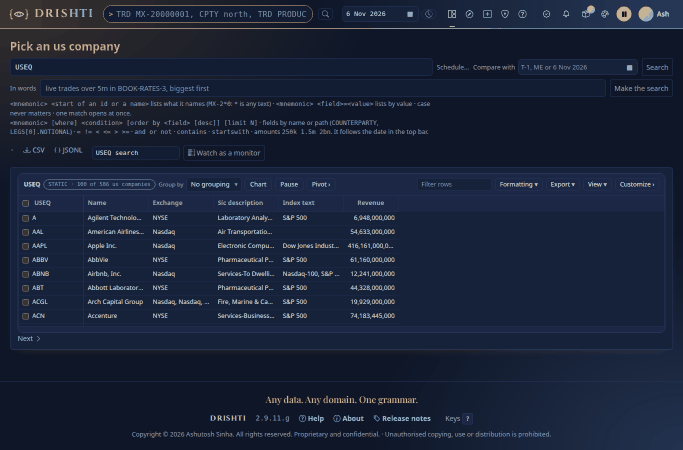 { } DRISHTI > TRD MX-20000001, CPTY north, TRD PRODUC 6 Nov 2026 Ash
Pick an us company
USEQ Schedule... Compare with T-1, ME or 6 Nov 2026 Search
In words live trades over 5m in BOOK-RATES-3, biggest first Make the search
<mnemonic> <start of an id or a name> lists what it names (MX-2*0: * is any text) · <mnemonic> <field>=<value> lists by value · case
never matters · one match opens at once.
<mnemonic> [where] <condition> [order by <field> [desc]] [limit N] · fields by name or path (COUNTERPARTY,
LEGS[0].NOTIONAL) · = != < <= > >= · and or not · contains · startswith · amounts 250k 1.5m 2bn. It follows the date in the top bar.
CSV JSONL USEQ search Watch as a monitor
USEQ STATIC · 100 of 586 us companies Group by No grouping ▾ Chart Pause Pivot › Filter rows Formatting ▾ Export ▾ View ▾ Customize ›
USEQ Name Exchange Sic description Index text Revenue
A Agilent Technolo... NYSE Laboratory Analy... S&P 500 6,948,000,000
AAL American Airlines... Nasdaq Air Transportatio... 54,633,000,000
AAPL Apple Inc. Nasdaq Electronic Compu... Dow Jones Indust... 416,161,000,0...
ABBV AbbVie NYSE Pharmaceutical P... S&P 500 61,160,000,000
ABNB Airbnb, Inc. Nasdaq Services-To Dwelli... Nasdaq-100, S&P ... 12,241,000,000
ABT Abbott Laborator... NYSE Pharmaceutical P... S&P 500 44,328,000,000
ACGL Arch Capital Group Nasdaq, Nasdaq, ... Fire, Marine & Ca... S&P 500 19,929,000,000
ACN Accenture NYSE Services-Business... S&P 500 74,183,445,000
Next >
Any data. Any domain. One grammar.
DRISHTI 2.9.11.g Help About Release notes Keys ?
Copyright © 2026 Ashutosh Sinha. All rights reserved. Proprietary and confidential. · Unauthorised copying, use or distribution is prohibited.